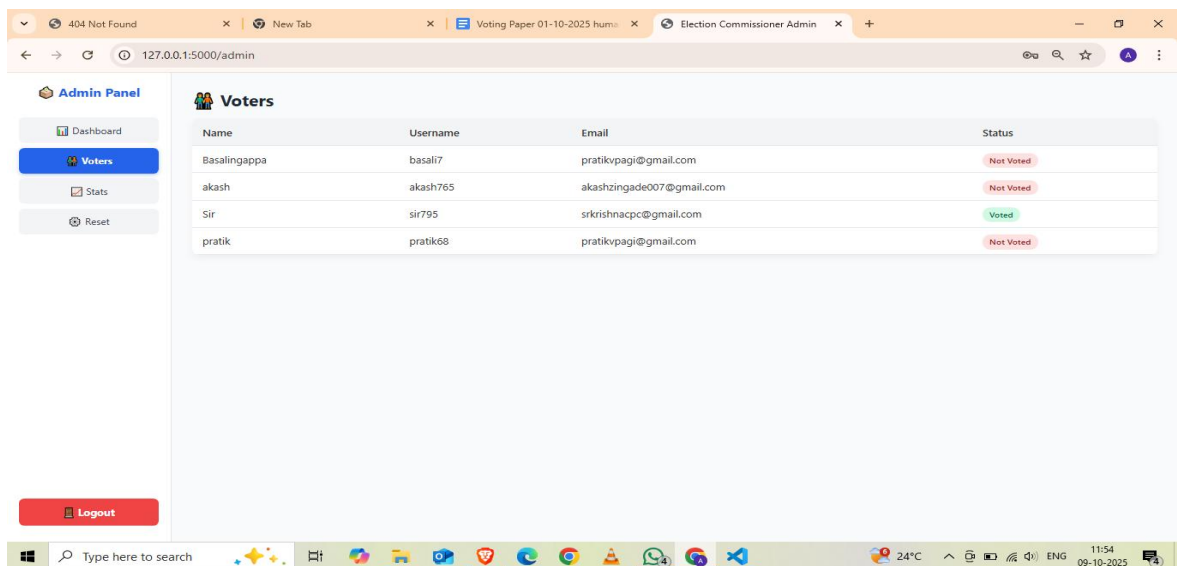 404 Not Found
New Tab
Voting Paper 01-10-2025 huma
Election Commissioner Admin
127.0.0.1:5000/admin
A
Admin Panel
Dashboard
Voters
Stats
Reset
Logout
Voters
Name Username Email Status
Basalingappa basali7 pratikvpagi@gmail.com Not Voted
akash akash765 akashzingade007@gmail.com Not Voted
Sir sir795 srkrishnacpc@gmail.com Voted
pratik pratik68 pratikvpagi@gmail.com Not Voted
Type here to search
24°C
ENG
11:54
09-10-2025